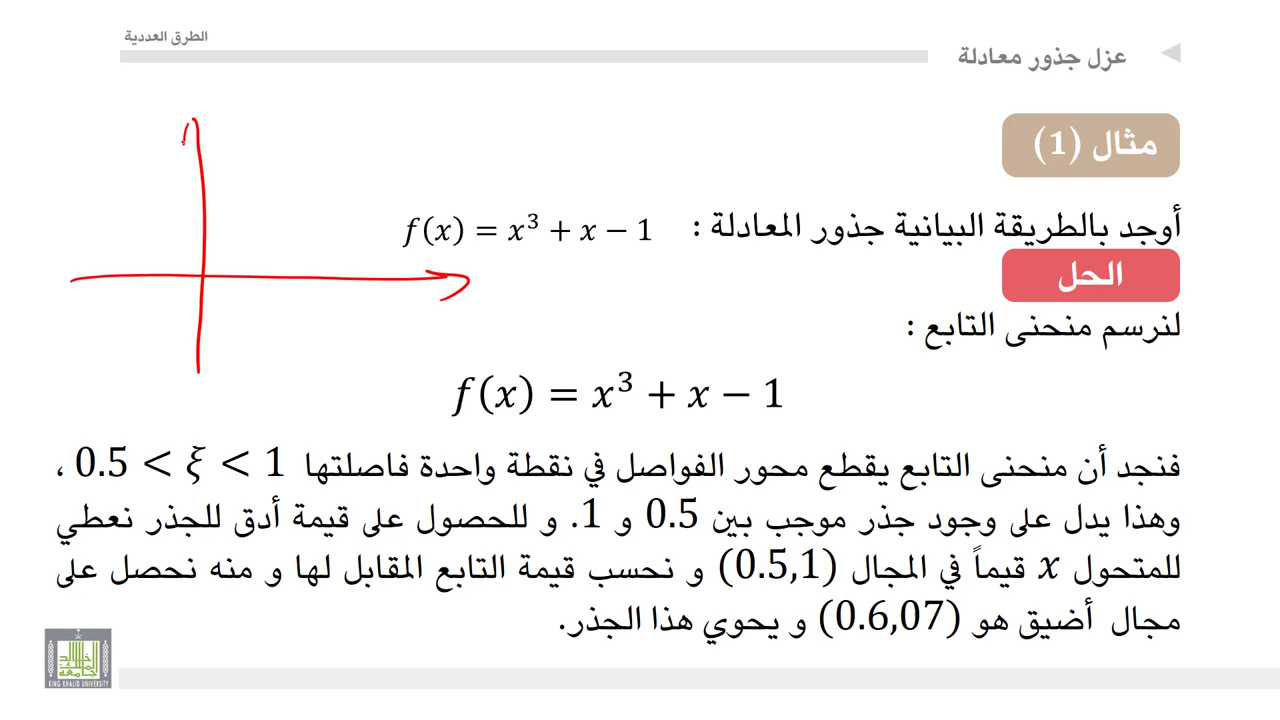 الطرق العددية
عزل جذور معادلة
مثال (1)
أوجد بالطريقة البيانية جذور المعادلة : f(x) = x³ + x − 1
الحل
لنرسم منحنى التابع :
f(x) = x³ + x − 1
فنجد أن منحنى التابع يقطع محور الفواصل في نقطة واحدة فاصلتها 0.5 < ξ < 1 ،
وهذا يدل على وجود جذر موجب بين 0.5 و 1. و للحصول على قيمة أدق للجذر نعطي
للمتحول x قيماً في المجال (0.5,1) و نحسب قيمة التابع المقابل لها و منه نحصل على
مجال أضيق هو (0.6,07) و يحوي هذا الجذر.
KING KHALID UNIVERSITY